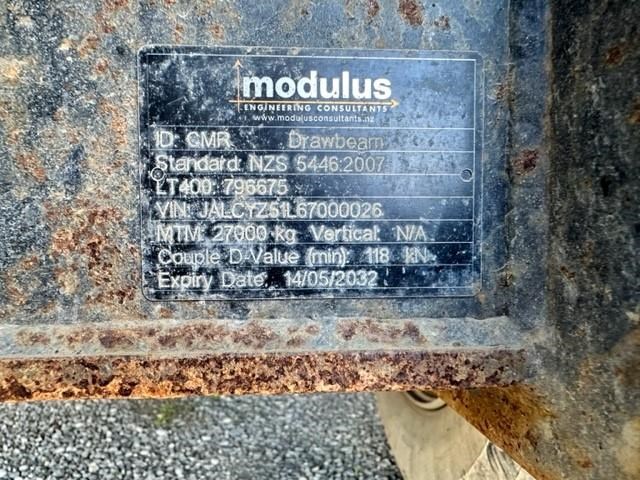 modulus
ENGINEERING CONSULTANTS
www.modulusconsultants.nz
ID: CMR Drawbeam
Standard: NZS 5446:2007
LT400: 796675
VIN: JALCYZ51L67000026
MTM: 27000 kg Vertical: N/A
Couple D-Value (min): 118 kN
Expiry Date: 14/05/2032